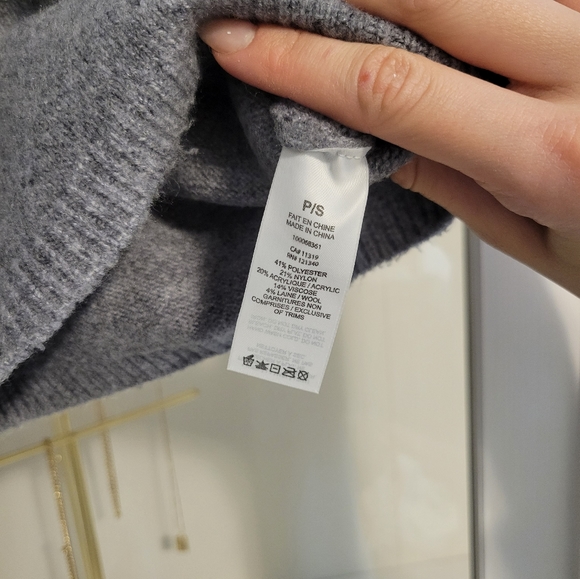 P/S
FAIT EN CHINE
MADE IN CHINA
100068361
CA# 11319
RN# 121340
41% POLYESTER
21% NYLON
20% ACRYLIQUE / ACRYLIC
14% VISCOSE
4% LAINE / WOOL
GARNITURES NON
COMPRISES / EXCLUSIVE
OF TRIMS